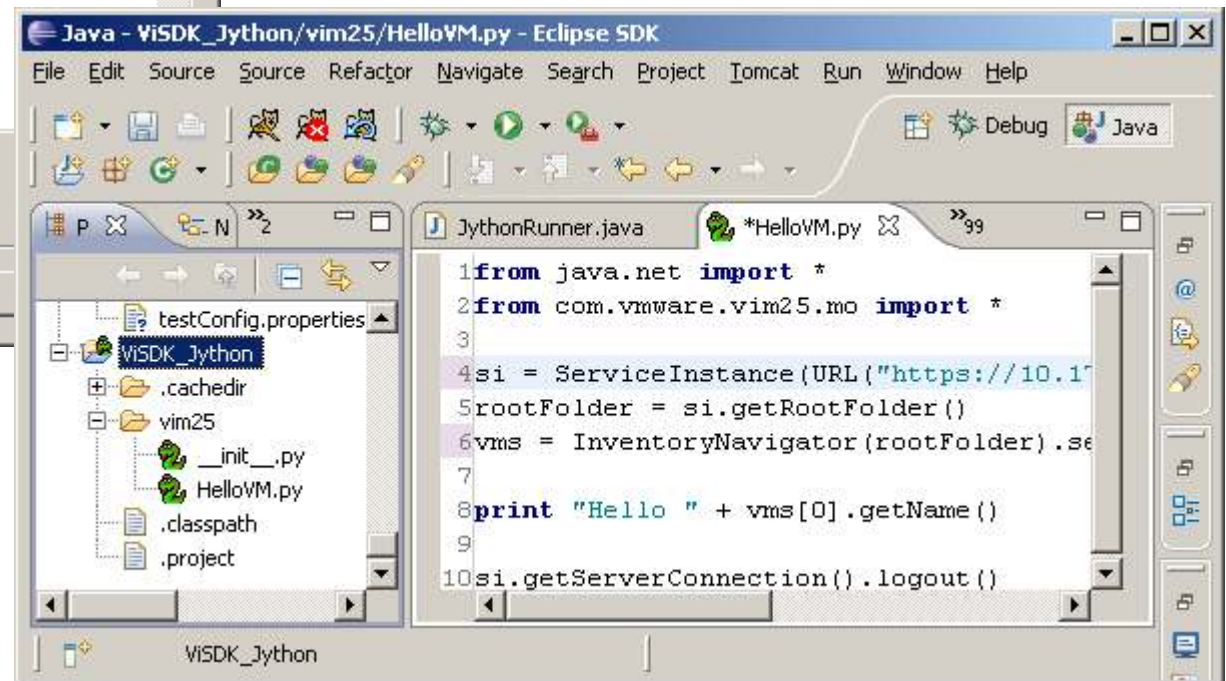 Java - ViSDK_Jython/vim25/HelloVM.py - Eclipse SDK
File Edit Source Source Refactor Navigate Search Project Tomcat Run Window Help
Debug Java
P N »2
JythonRunner.java *HelloVM.py »99
testConfig.properties
ViSDK_Jython
.cachedir
vim25
__init__.py
HelloVM.py
.classpath
.project
1from java.net import *
2from com.vmware.vim25.mo import *
3
4si = ServiceInstance(URL("https://10.17
5rootFolder = si.getRootFolder()
6vms = InventoryNavigator(rootFolder).se
7
8print "Hello " + vms[0].getName()
9
10si.getServerConnection().logout()
ViSDK_Jython